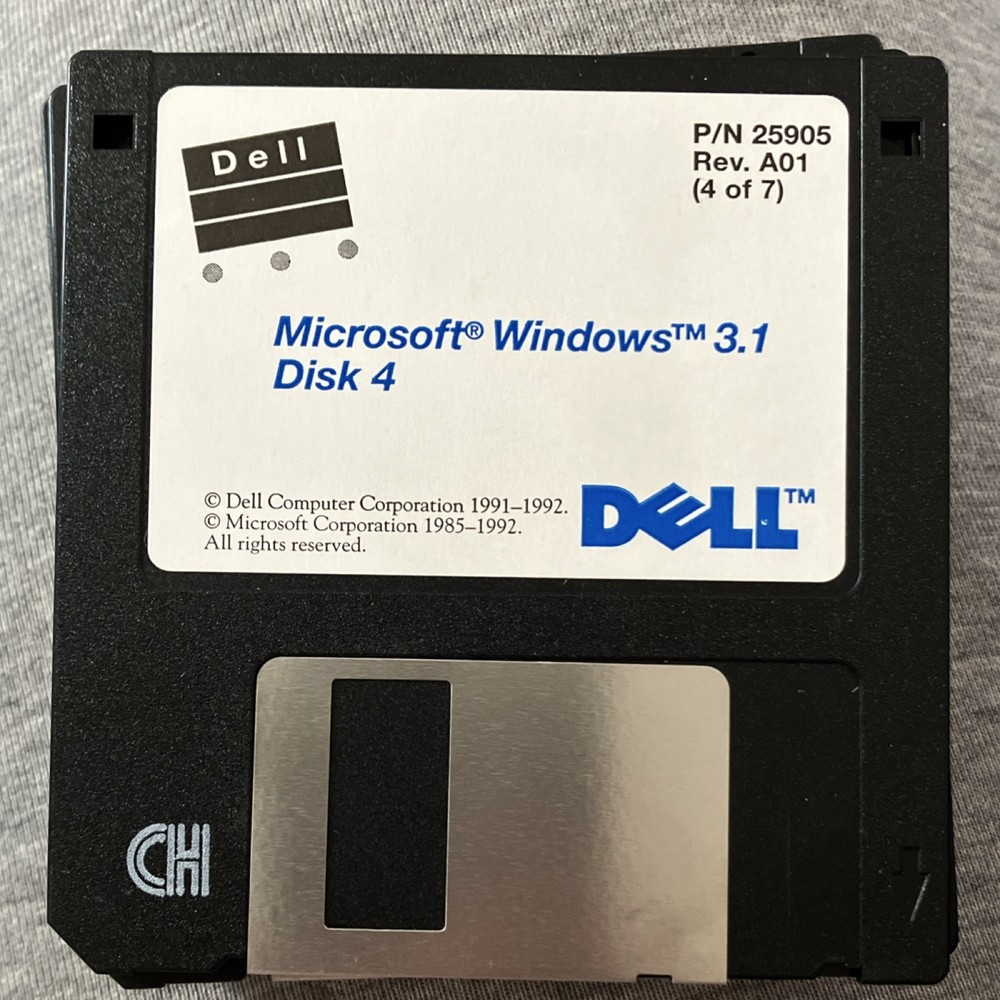 Dell
P/N 25905
Rev. A01
(4 of 7)
Microsoft® Windows™ 3.1
Disk 4
© Dell Computer Corporation 1991–1992.
© Microsoft Corporation 1985–1992.
All rights reserved.
DELL™
CH